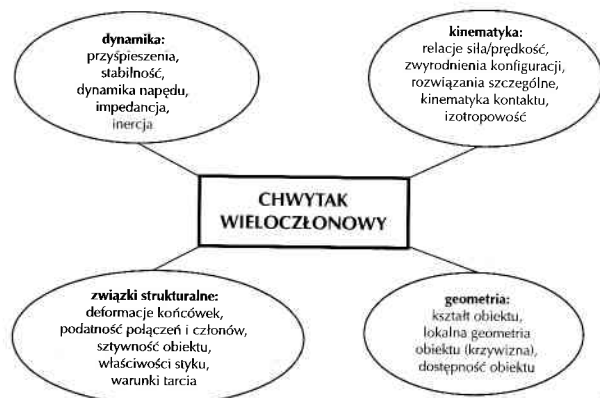 dynamika:
przyśpieszenia,
stabilność,
dynamika napędu,
impedancja,
inercja
kinematyka:
relacje siła/prędkość,
zwyrodnienia konfiguracji,
rozwiązania szczególne,
kinematyka kontaktu,
izotropowość
CHWYTAK
WIELOCZŁONOWY
związki strukturalne:
deformacje końcówek,
podatność połączeń i członów,
sztywność obiektu,
właściwości styku,
warunki tarcia
geometria:
kształt obiektu,
lokalna geometria
obiektu (krzywizna),
dostępność obiektu